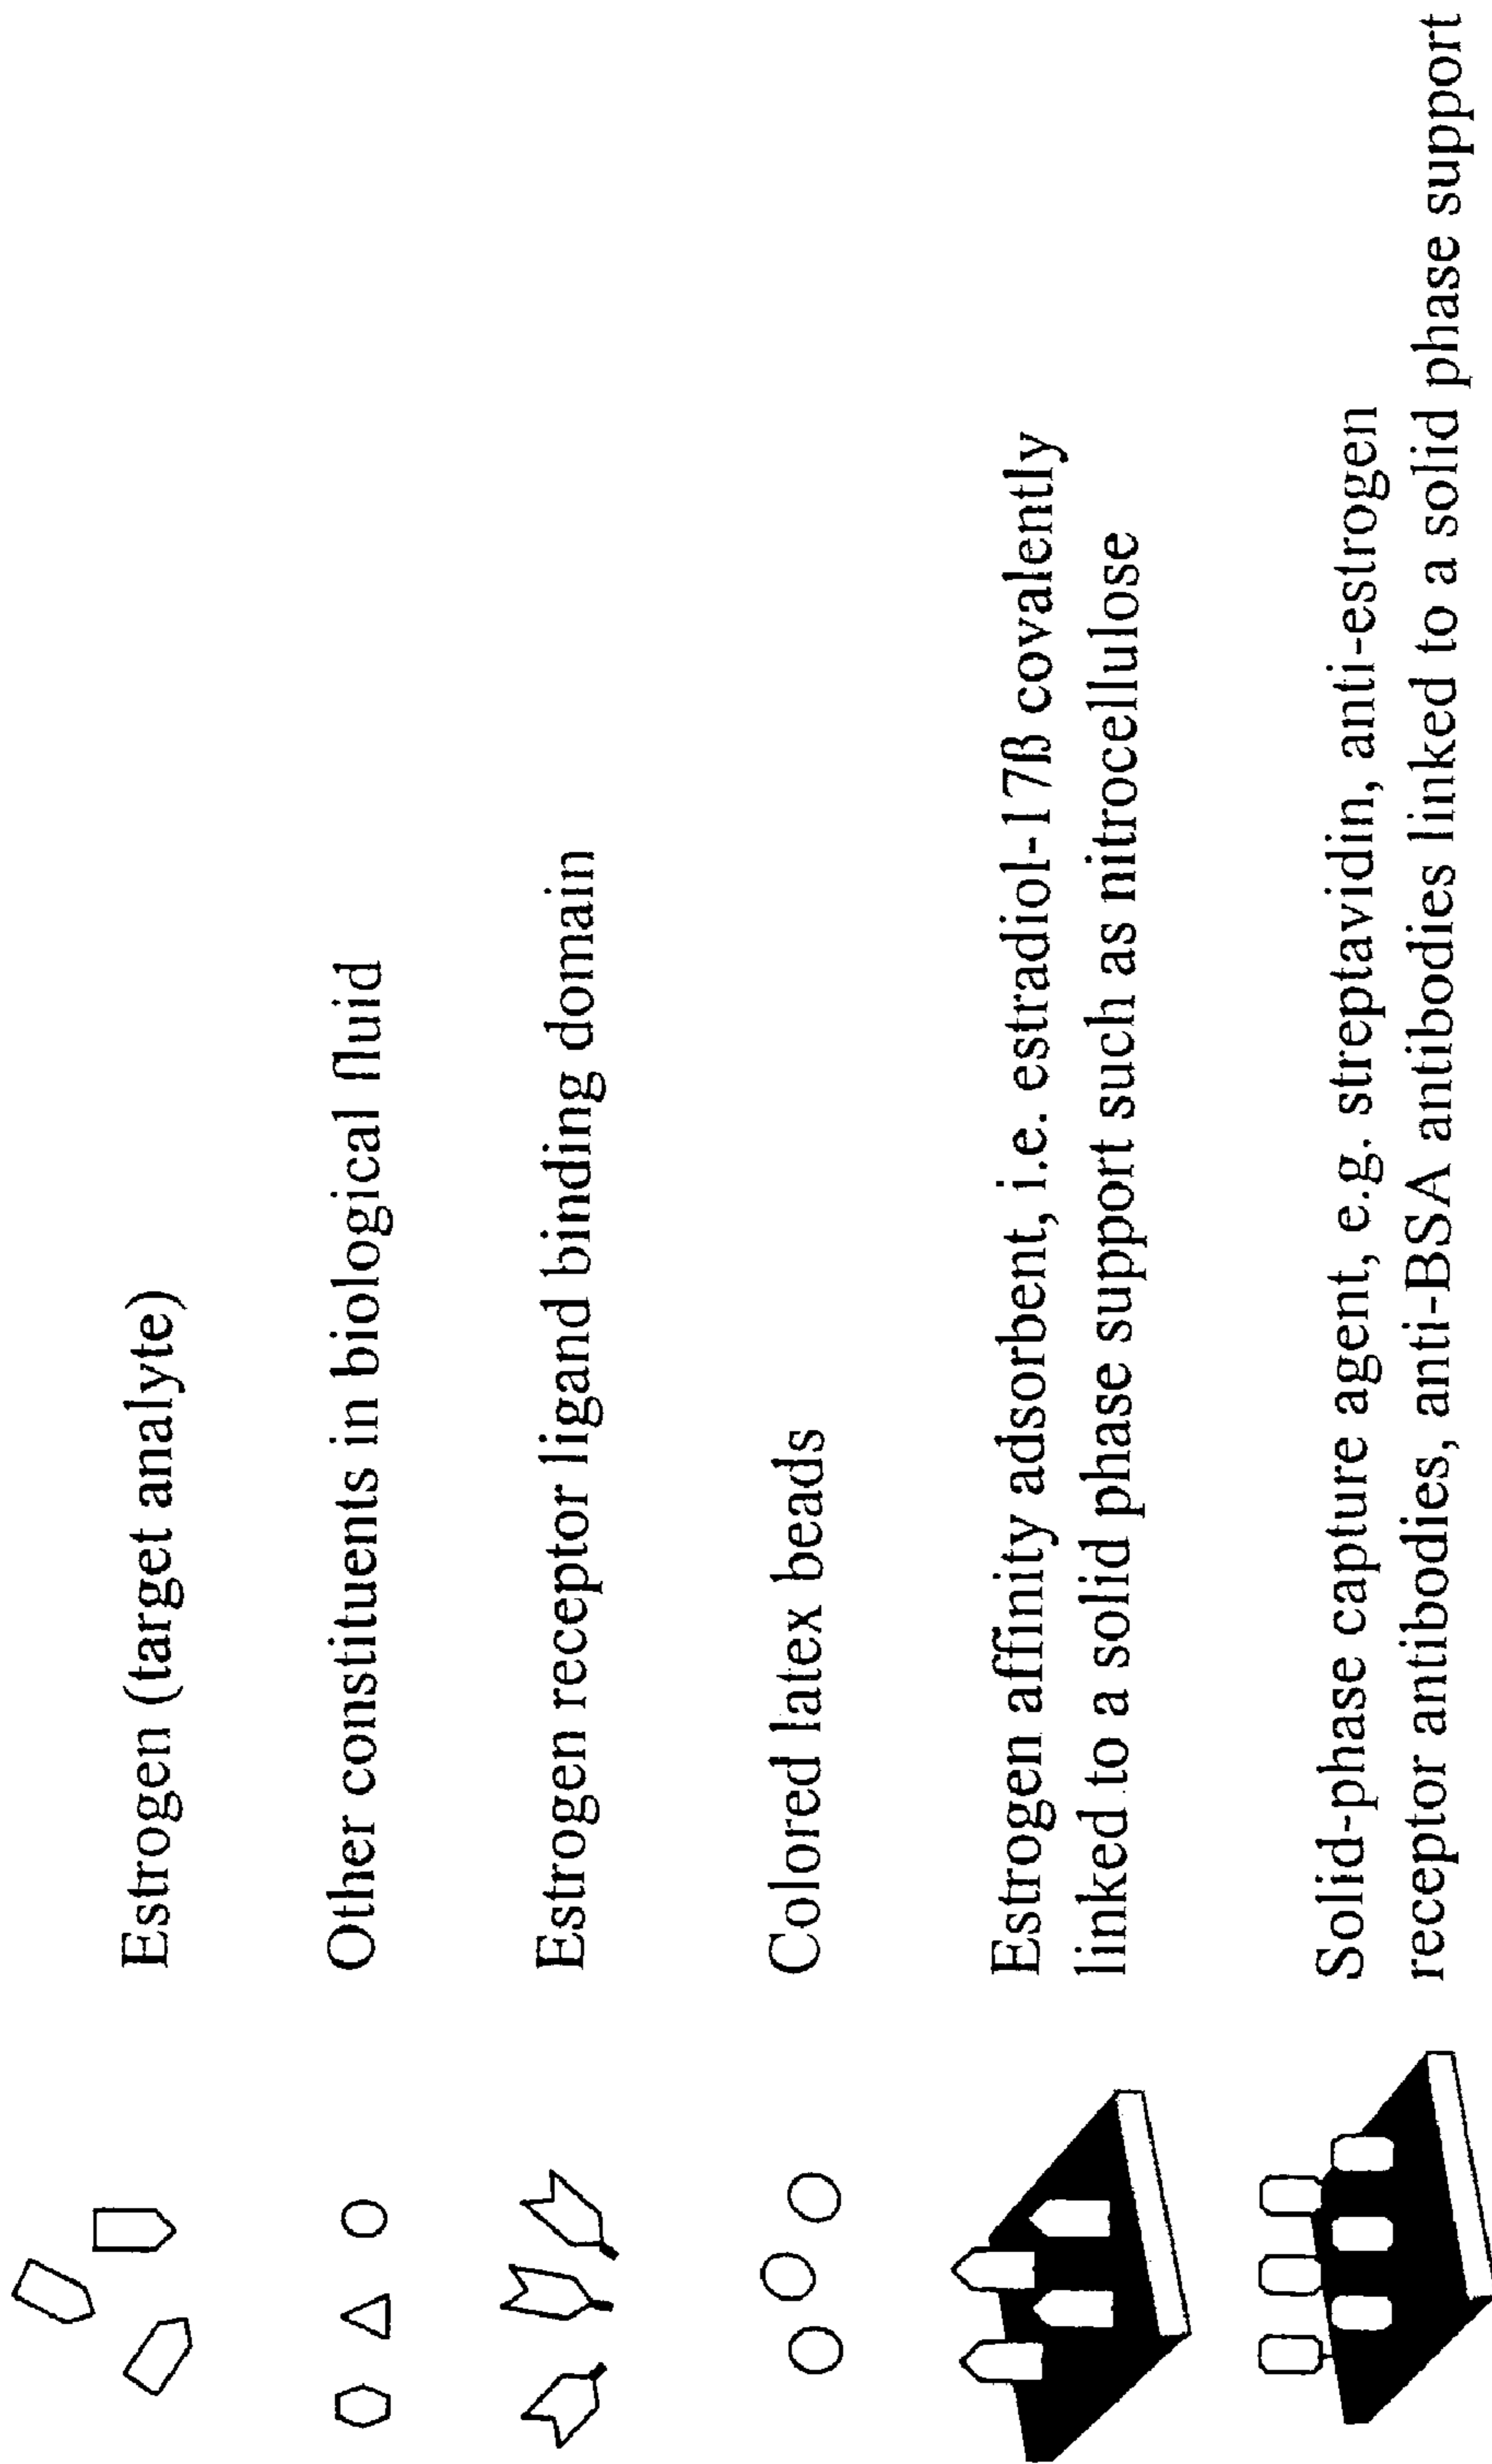 Estrogen (target analyte)
Other constituents in biological fluid
Estrogen receptor ligand binding domain
Colored latex beads
Estrogen affinity adsorbent, i.e. estradiol-17ß covalently
linked to a solid phase support such as nitrocellulose
Solid-phase capture agent, e.g. streptavidin, anti-estrogen
receptor antibodies, anti-BSA antibodies linked to a solid phase support